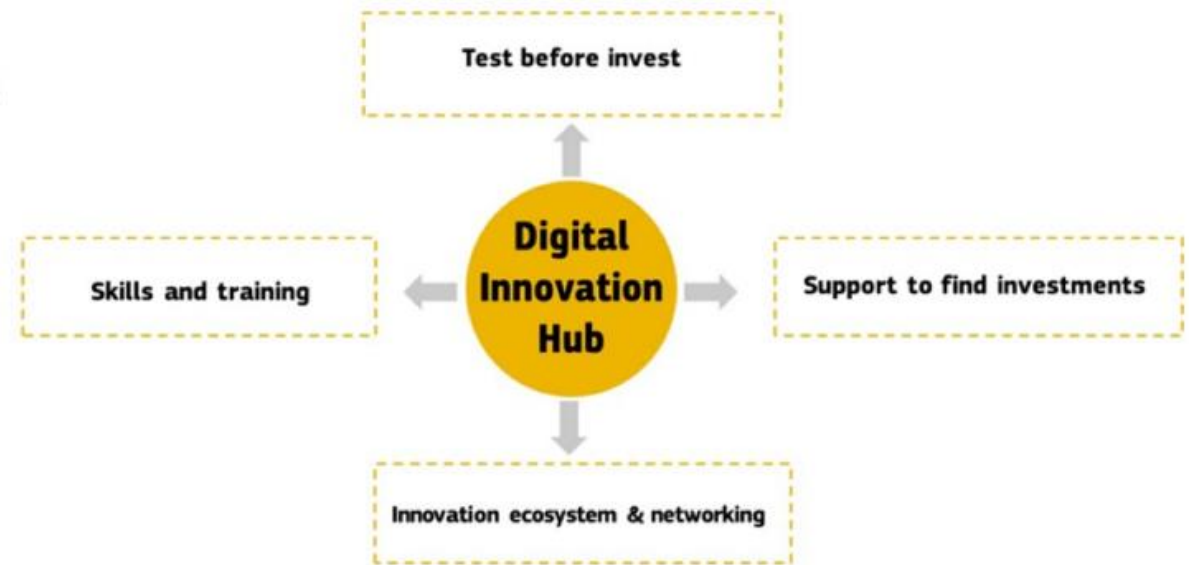 Test before invest
Skills and training
Digital
Innovation
Hub
Support to find investments
Innovation ecosystem & networking